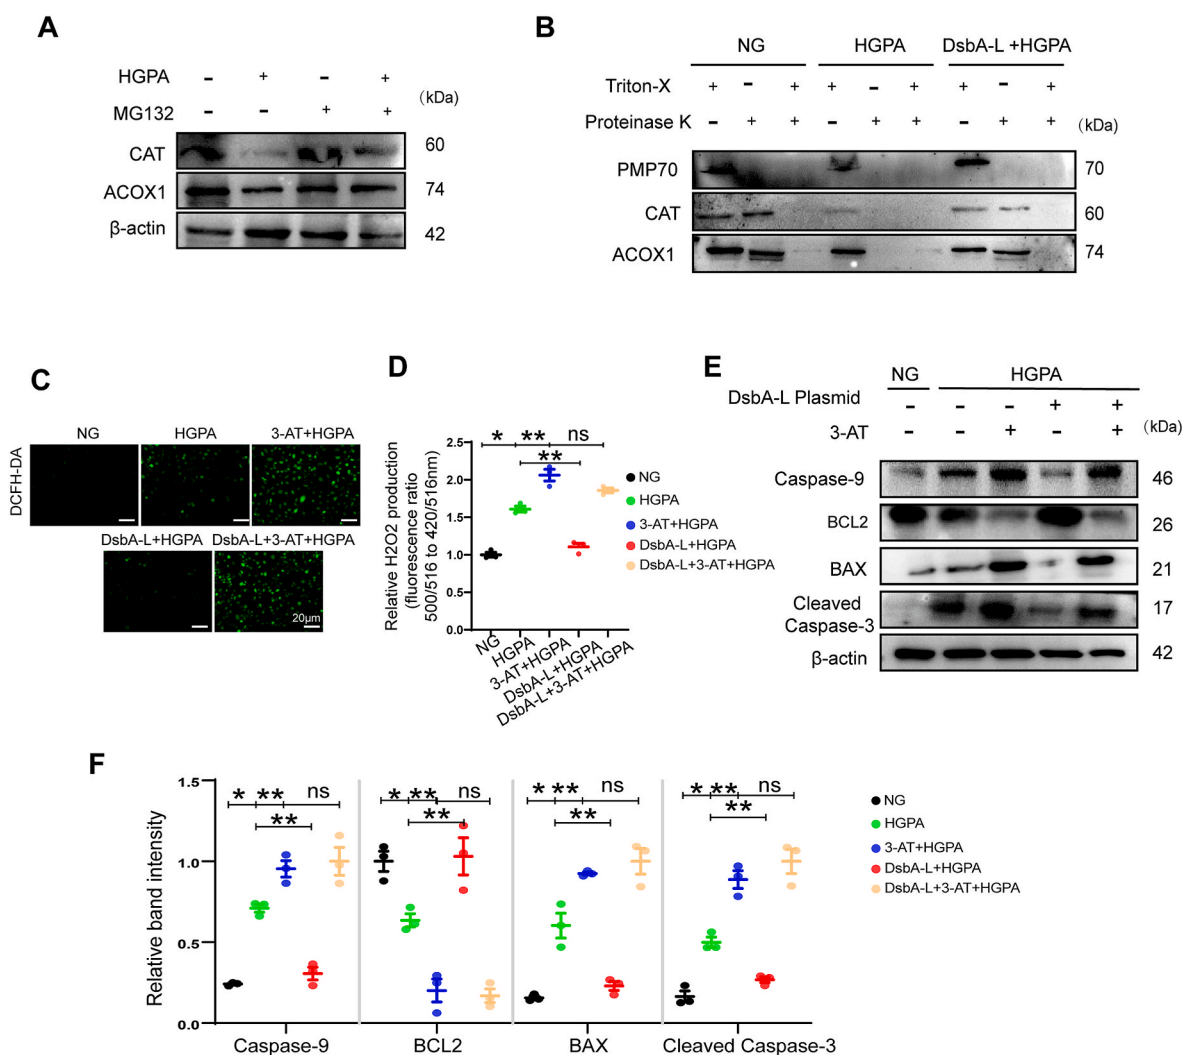 A
HGPA - + - + (kDa)
MG132 - - + +
CAT 60
ACOX1 74
β-actin 42
B
NG HGPA DsbA-L +HGPA
Triton-X + - + + - + + - +
Proteinase K - + + - + + - + + (kDa)
PMP70 70
CAT 60
ACOX1 74
C
NG HGPA 3-AT+HGPA
DCFH-DA
DsbA-L+HGPA DsbA-L+3-AT+HGPA
20μm
D
Relative H2O2 production
(fluorescence ratio
500/516 to 420/516nm)
2.5
2.0
1.5
1.0
0.5
0.0
* ** ns
**
NG
HGPA
3-AT+HGPA
DsbA-L+HGPA
DsbA-L+3-AT+HGPA
NG
HGPA
3-AT+HGPA
DsbA-L+HGPA
DsbA-L+3-AT+HGPA
E
NG HGPA
DsbA-L Plasmid - - - + +
3-AT - - + - + (kDa)
Caspase-9 46
BCL2 26
BAX 21
Cleaved
Caspase-3 17
β-actin 42
F
Relative band intensity
1.5
1.0
0.5
0.0
* ** ns * ** ns * ** ns * ** ns
** ** ** **
Caspase-9 BCL2 BAX Cleaved Caspase-3
NG
HGPA
3-AT+HGPA
DsbA-L+HGPA
DsbA-L+3-AT+HGPA